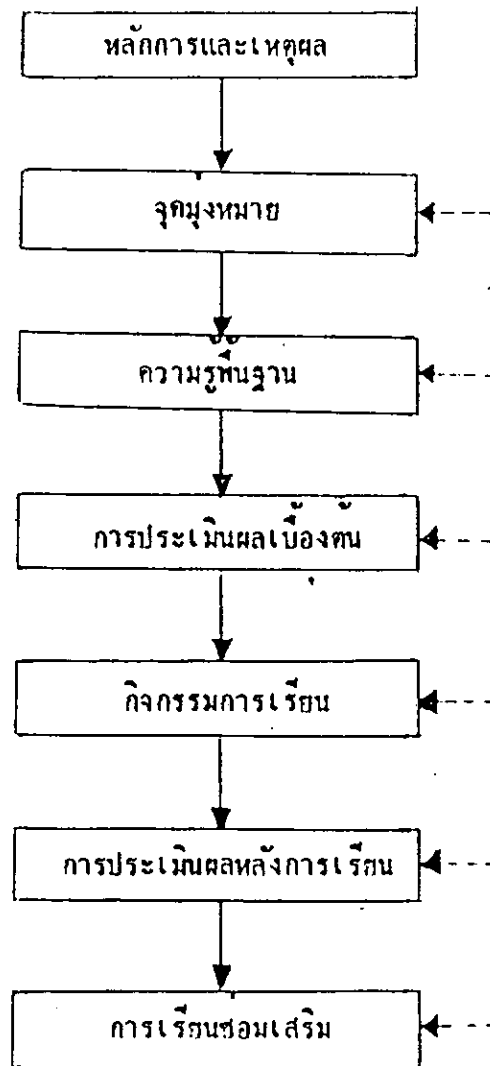 หลักการและเหตุผล
จุดมุ่งหมาย
ความรู้พื้นฐาน
การประเมินผลเบื้องต้น
กิจกรรมการเรียน
การประเมินผลหลังการเรียน
การเรียนซ่อมเสริม